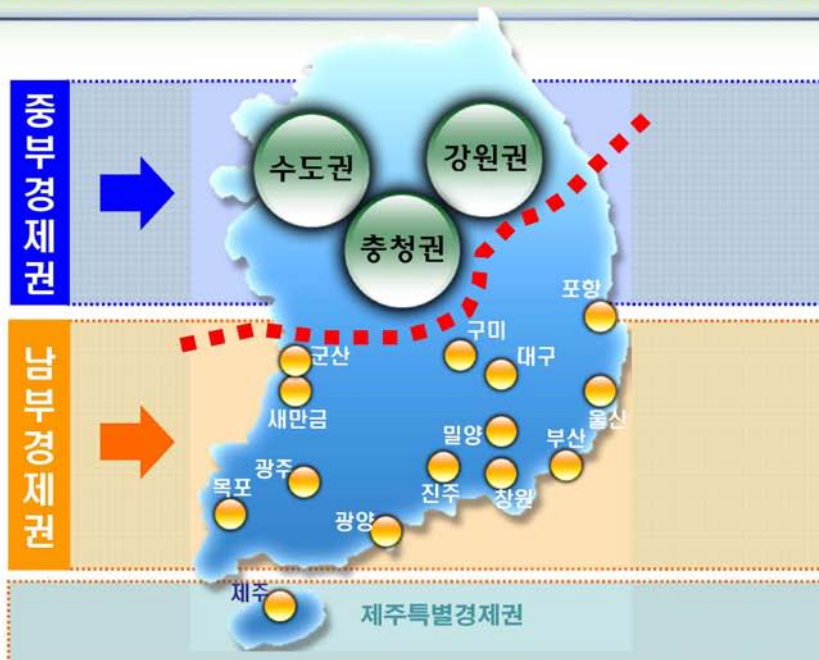 중부경제권
수도권
강원권
충청권
포항
남부경제권
구미
군산
대구
새만금
울산
밀양
부산
광주
진주
창원
목포
광양
제주
제주특별경제권